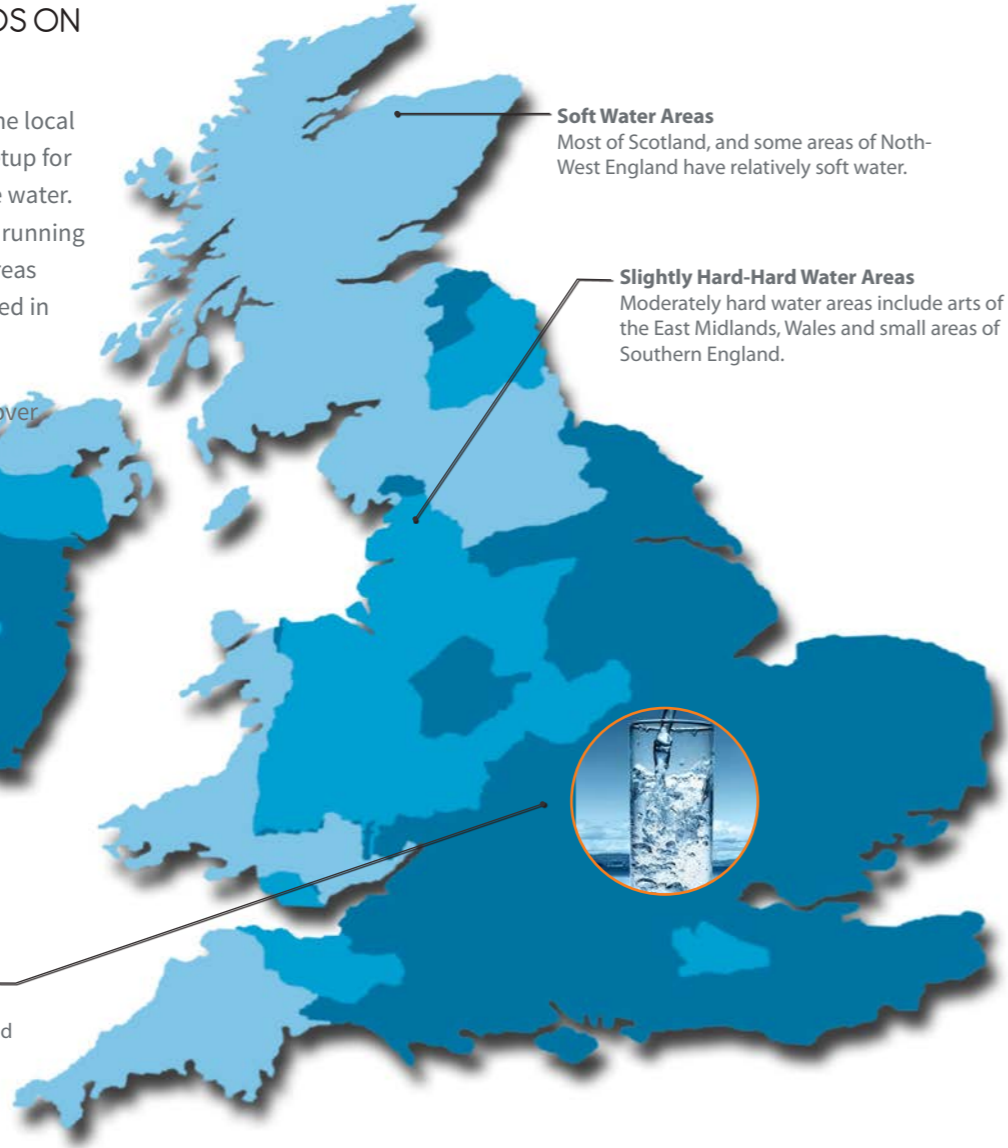 OS ON
he local
tup for
e water.
running
reas
ed in
over
Soft Water Areas
Most of Scotland, and some areas of Noth-
West England have relatively soft water.
Slightly Hard-Hard Water Areas
Moderately hard water areas include arts of
the East Midlands, Wales and small areas of
Southern England.
d